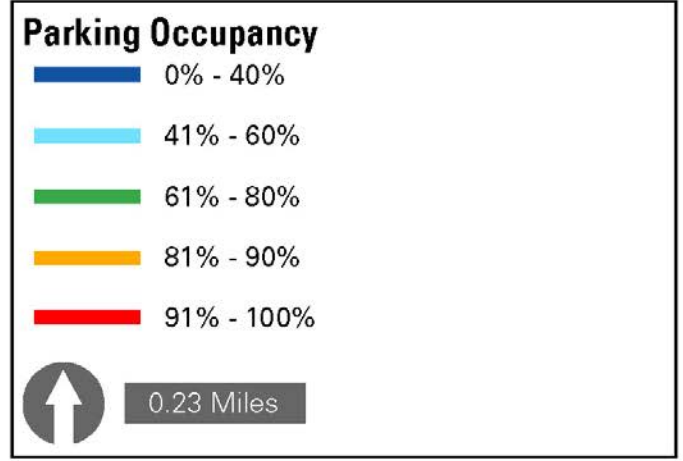 Parking Occupancy
0% - 40%
41% - 60%
61% - 80%
81% - 90%
91% - 100%
0.23 Miles